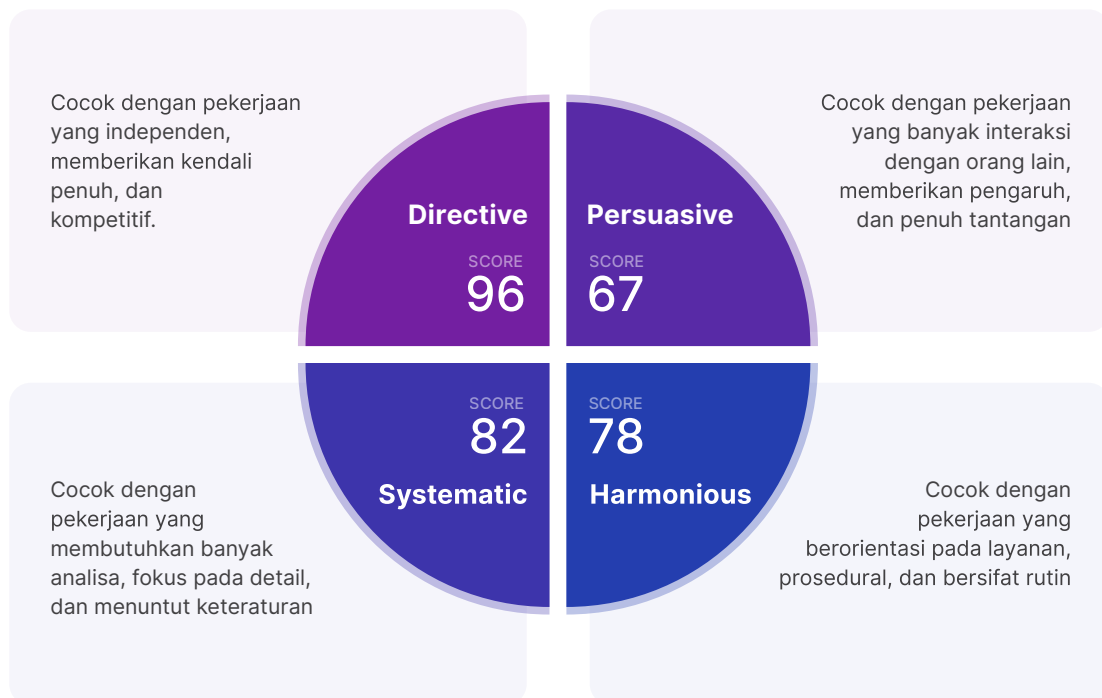 Cocok dengan pekerjaan
yang independen,
memberikan kendali
penuh, dan
kompetitif.
Directive
SCORE
96
Persuasive
SCORE
67
Cocok dengan pekerjaan
yang banyak interaksi
dengan orang lain,
memberikan pengaruh,
dan penuh tantangan
Cocok dengan
pekerjaan yang
membutuhkan banyak
analisa, fokus pada detail,
dan menuntut keteraturan
SCORE
82
Systematic
SCORE
78
Harmonious
Cocok dengan
pekerjaan yang
berorientasi pada layanan,
prosedural, dan bersifat rutin